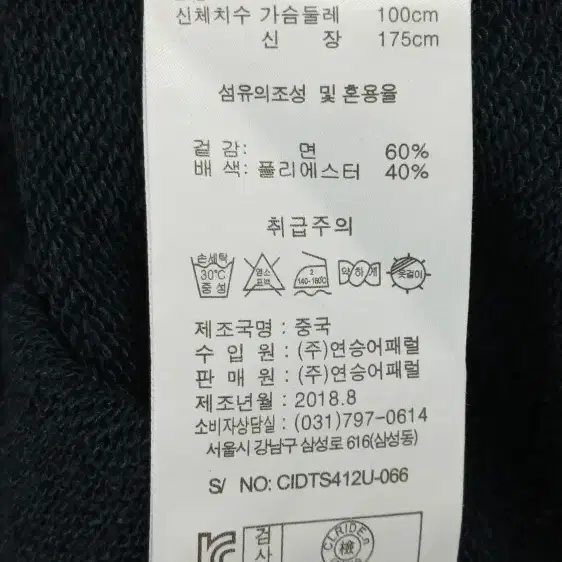 신체치수 가슴둘레 100cm
신 장 175cm
섬유의조성 및 혼용율
겉 감: 면 60%
배 색: 폴리에스터 40%
취급주의
손세탁 30℃ 중성
염소 표백
2 140-160℃
약하게
옷걸이
제조국명 : 중국
수 입 원 : (주)연승어패럴
판 매 원 : (주)연승어패럴
제조년월 : 2018.8
소비자상담실 : (031)797-0614
서울시 강남구 삼성로 616(삼성동)
S/ NO: CIDTS412U-066
검
사
CLRIDEn
檢